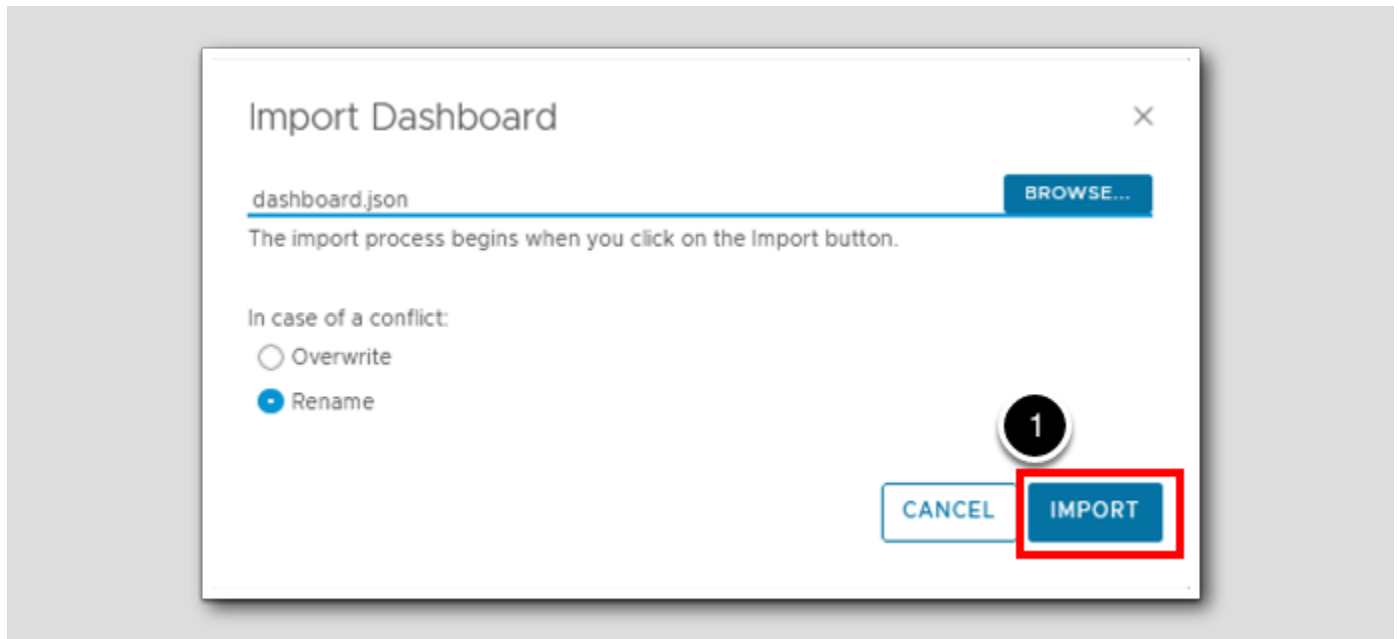 Import Dashboard
dashboard.json
BROWSE...
The import process begins when you click on the Import button.
In case of a conflict:
Overwrite
Rename
1
CANCEL
IMPORT